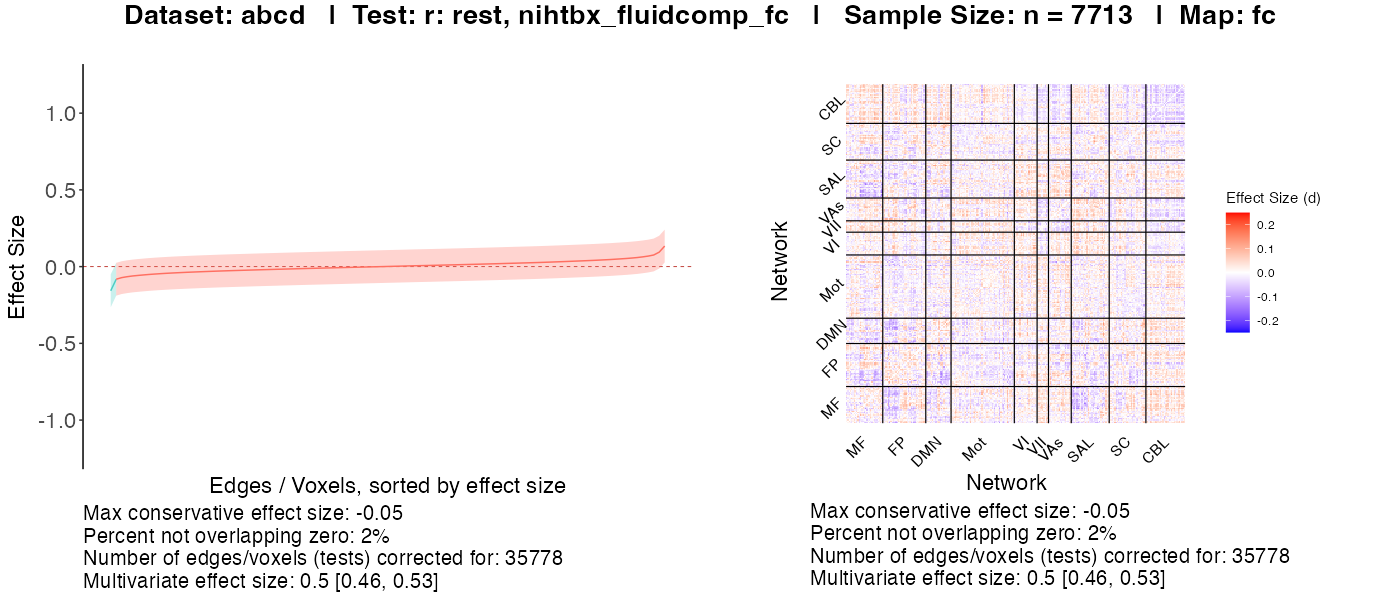 Dataset: abcd | Test: r: rest, nihtbx_fluidcomp_fc | Sample Size: n = 7713 | Map: fc
Effect Size
1.0
0.5
0.0
-0.5
-1.0
Edges / Voxels, sorted by effect size
Max conservative effect size: -0.05
Percent not overlapping zero: 2%
Number of edges/voxels (tests) corrected for: 35778
Multivariate effect size: 0.5 [0.46, 0.53]
Network
CBL
SC
SAL
VAs
VII
VI
Mot
DMN
FP
MF
MF
FP
DMN
Mot
VI
VII
VAs
SAL
SC
CBL
Network
Effect Size (d)
0.2
0.1
0.0
-0.1
-0.2
Max conservative effect size: -0.05
Percent not overlapping zero: 2%
Number of edges/voxels (tests) corrected for: 35778
Multivariate effect size: 0.5 [0.46, 0.53]